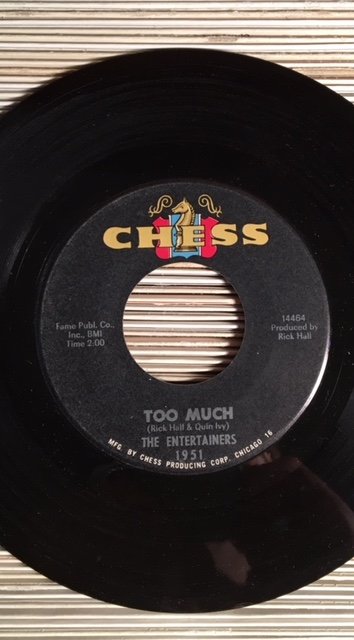 CHESS
Fame Publ. Co.,
Inc., BMI
Time 2:00
14464
Produced by
Rick Hall
TOO MUCH
(Rick Hall & Quin Ivy)
THE ENTERTAINERS
1951
MFG. BY CHESS PRODUCING CORP. CHICAGO 16